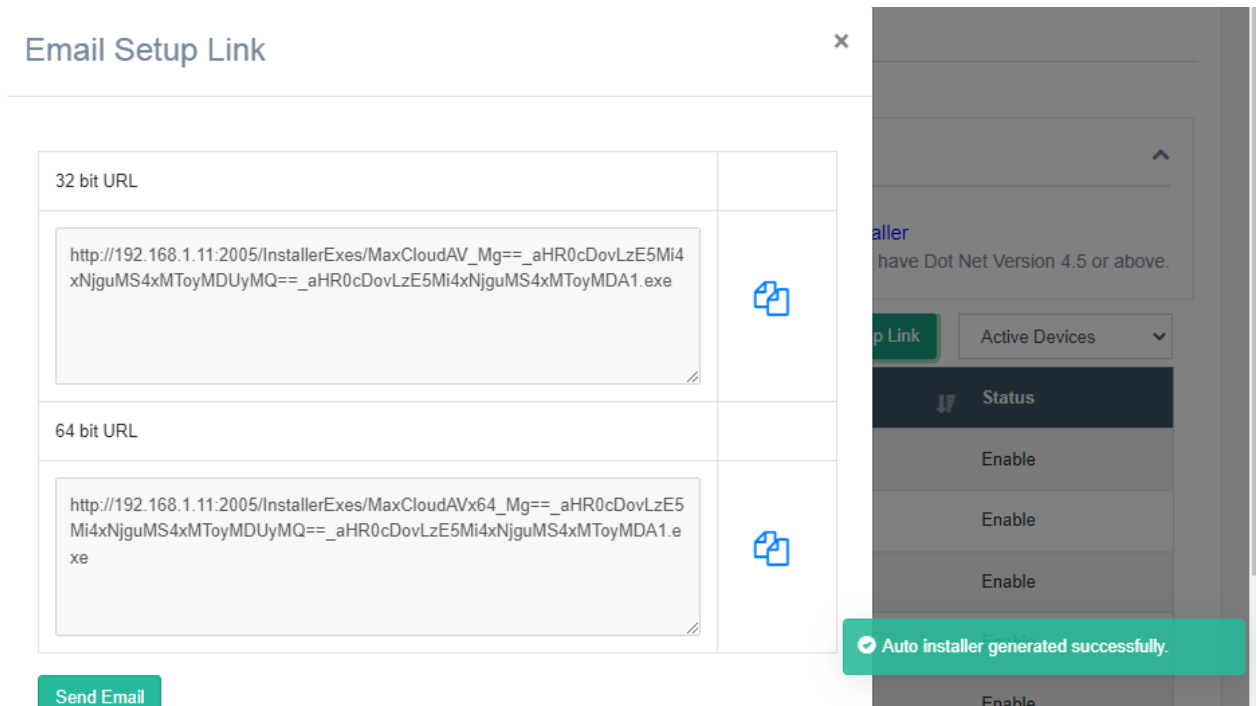 Email Setup Link
×
32 bit URL
http://192.168.1.11:2005/InstallerExes/MaxCloudAV_Mg==_aHR0cDovLzE5Mi4
xNjguMS4xMToyMDUyMQ==_aHR0cDovLzE5Mi4xNjguMS4xMToyMDA1.exe
64 bit URL
http://192.168.1.11:2005/InstallerExes/MaxCloudAVx64_Mg==_aHR0cDovLzE5
Mi4xNjguMS4xMToyMDUyMQ==_aHR0cDovLzE5Mi4xNjguMS4xMToyMDA1.e
xe
Send Email
aller
have Dot Net Version 4.5 or above.
p Link
Active Devices
Status
Enable
Enable
Enable
Auto installer generated successfully.
Enable